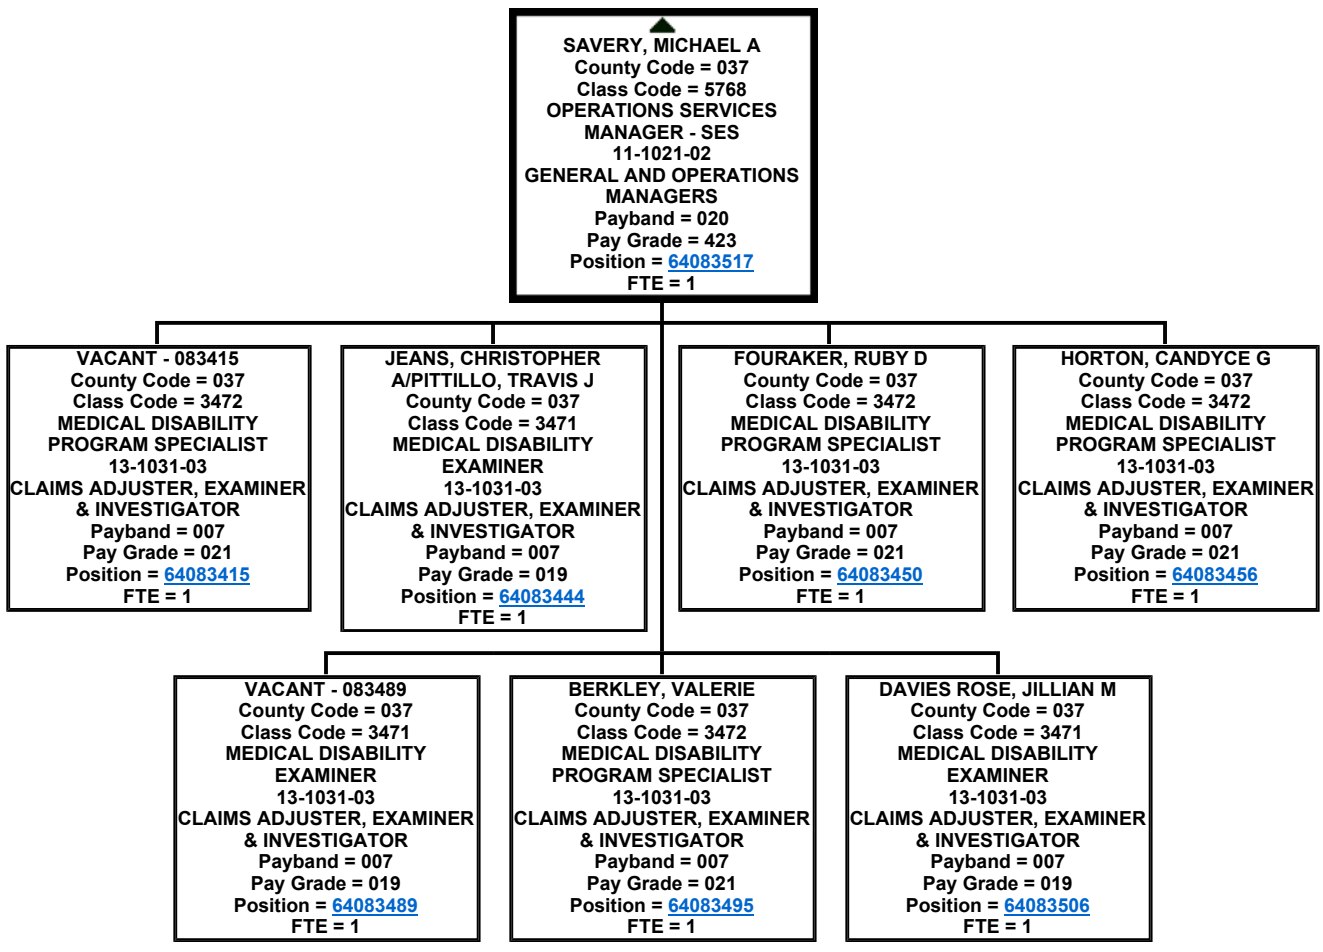 SAVERY, MICHAEL A
County Code = 037
Class Code = 5768
OPERATIONS SERVICES
MANAGER - SES
11-1021-02
GENERAL AND OPERATIONS
MANAGERS
Payband = 020
Pay Grade = 423
Position = 64083517
FTE = 1
VACANT - 083415
County Code = 037
Class Code = 3472
MEDICAL DISABILITY
PROGRAM SPECIALIST
13-1031-03
CLAIMS ADJUSTER, EXAMINER
& INVESTIGATOR
Payband = 007
Pay Grade = 021
Position = 64083415
FTE = 1
JEANS, CHRISTOPHER
A/PITTILLO, TRAVIS J
County Code = 037
Class Code = 3471
MEDICAL DISABILITY
EXAMINER
13-1031-03
CLAIMS ADJUSTER, EXAMINER
& INVESTIGATOR
Payband = 007
Pay Grade = 019
Position = 64083444
FTE = 1
FOURAKER, RUBY D
County Code = 037
Class Code = 3472
MEDICAL DISABILITY
PROGRAM SPECIALIST
13-1031-03
CLAIMS ADJUSTER, EXAMINER
& INVESTIGATOR
Payband = 007
Pay Grade = 021
Position = 64083450
FTE = 1
HORTON, CANDYCE G
County Code = 037
Class Code = 3472
MEDICAL DISABILITY
PROGRAM SPECIALIST
13-1031-03
CLAIMS ADJUSTER, EXAMINER
& INVESTIGATOR
Payband = 007
Pay Grade = 021
Position = 64083456
FTE = 1
VACANT - 083489
County Code = 037
Class Code = 3471
MEDICAL DISABILITY
EXAMINER
13-1031-03
CLAIMS ADJUSTER, EXAMINER
& INVESTIGATOR
Payband = 007
Pay Grade = 019
Position = 64083489
FTE = 1
BERKLEY, VALERIE
County Code = 037
Class Code = 3472
MEDICAL DISABILITY
PROGRAM SPECIALIST
13-1031-03
CLAIMS ADJUSTER, EXAMINER
& INVESTIGATOR
Payband = 007
Pay Grade = 021
Position = 64083495
FTE = 1
DAVIES ROSE, JILLIAN M
County Code = 037
Class Code = 3471
MEDICAL DISABILITY
EXAMINER
13-1031-03
CLAIMS ADJUSTER, EXAMINER
& INVESTIGATOR
Payband = 007
Pay Grade = 019
Position = 64083506
FTE = 1